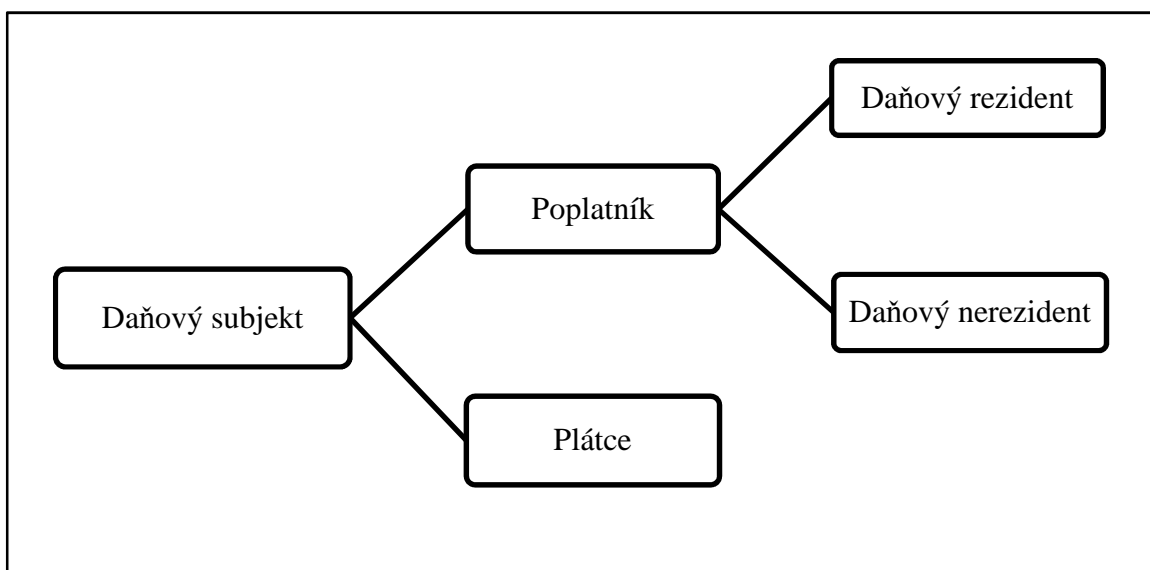 Daňový rezident
Poplatník
Daňový subjekt
Daňový nerezident
Plátce